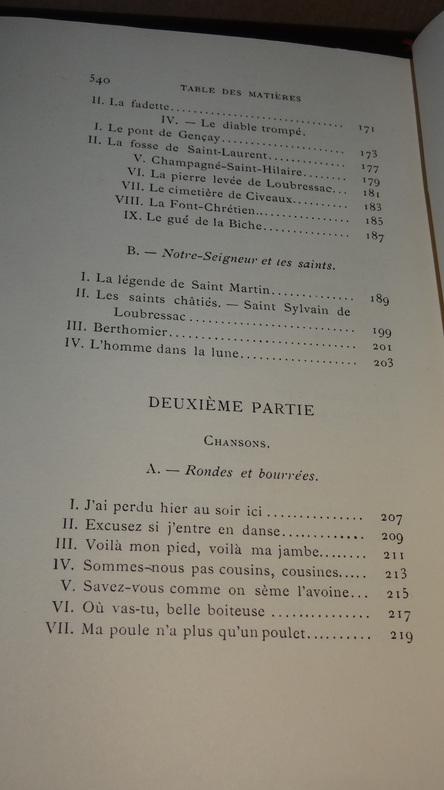 540 TABLE DES MATIÈRES
II. La fadette.............................. 171
IV. — Le diable trompé.
I. Le pont de Gençay....................... 173
II. La fosse de Saint-Laurent.............. 177
V. Champagné-Saint-Hilaire................ 179
VI. La pierre levée de Loubressac... 181
VII. Le cimetière de Civeaux......... 183
VIII. La Font-Chrétien............... 185
IX. Le gué de la Biche............... 187
B. — Notre-Seigneur et les saints.
I. La légende de Saint Martin............. 189
II. Les saints châtiés. — Saint Sylvain de
Loubressac ............................ 199
III. Berthomier............................ 201
IV. L'homme dans la lune................... 203
DEUXIÈME PARTIE
Chansons.
A. — Rondes et bourrées.
I. J'ai perdu hier au soir ici ............... 207
II. Excusez si j'entre en danse............ 209
III. Voilà mon pied, voilà ma jambe........ 211
IV. Sommes-nous pas cousins, cousines..... 213
V. Savez-vous comme on sème l'avoine... 215
VI. Où vas-tu, belle boiteuse ............... 217
VII. Ma poule n'a plus qu'un poulet.......... 219